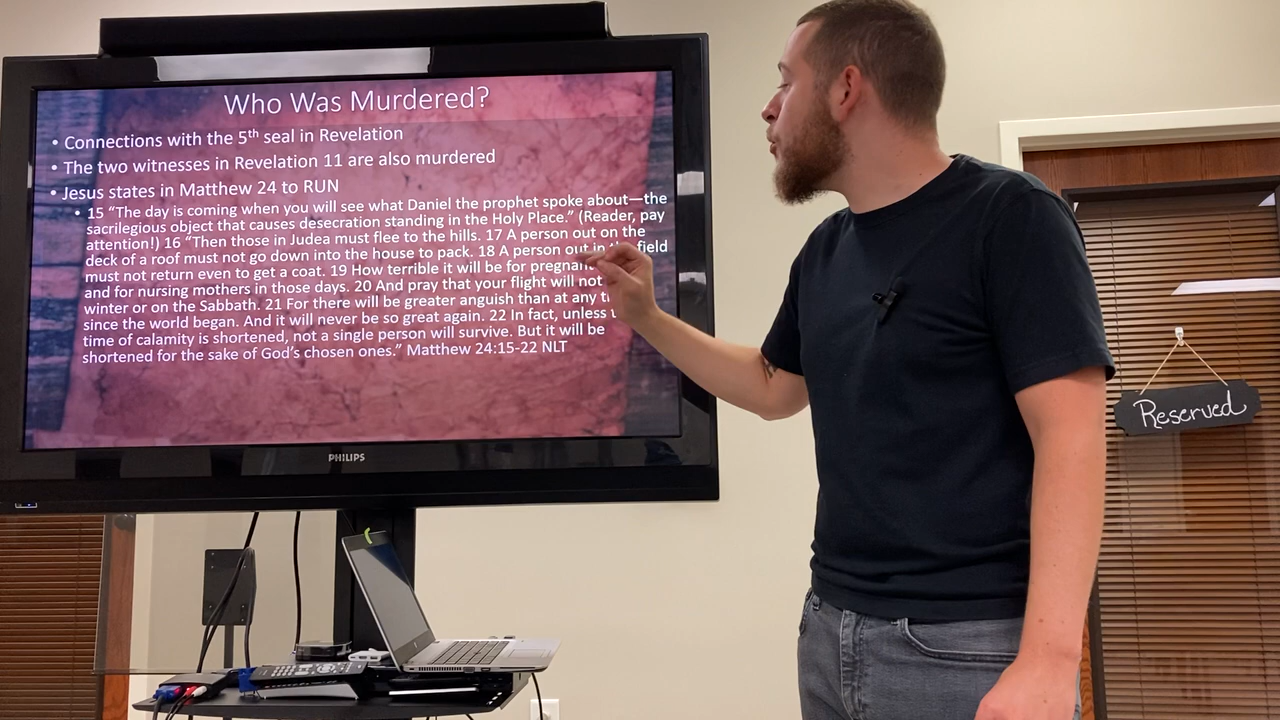 Who Was Murdered?
• Connections with the 5th seal in Revelation
• The two witnesses in Revelation 11 are also murdered
• Jesus states in Matthew 24 to RUN
• 15 “The day is coming when you will see what Daniel the prophet spoke about—the
sacrilegious object that causes desecration standing in the Holy Place.” (Reader, pay
attention!) 16 “Then those in Judea must flee to the hills. 17 A person out on the
deck of a roof must not go down into the house to pack. 18 A person out in field
must not return even to get a coat. 19 How terrible it will be for pregnant
and for nursing mothers in those days. 20 And pray that your flight will not
winter or on the Sabbath. 21 For there will be greater anguish than at any
since the world began. And it will never be so great again. 22 In fact, unless
time of calamity is shortened, not a single person will survive. But it will be
shortened for the sake of God’s chosen ones.” Matthew 24:15-22 NLT
PHILIPS
Reserved